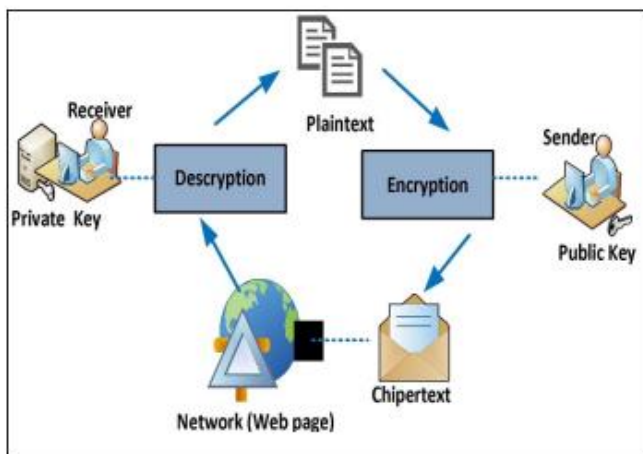 Plaintext
Receiver
Descryption
Private Key
Sender
Encryption
Public Key
Chipertext
Network (Web page)